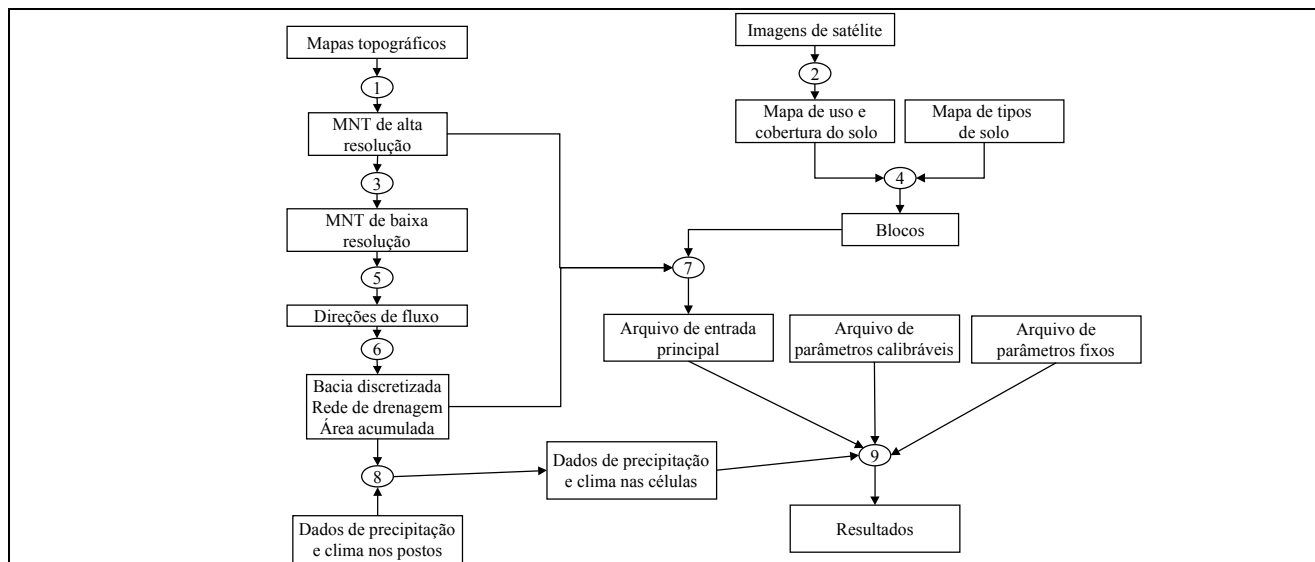 Mapas topográficos
Imagens de satélite
1
2
MNT de alta
resolução
Mapa de uso e
cobertura do solo
Mapa de tipos
de solo
3
4
MNT de baixa
resolução
Blocos
5
7
Direções de fluxo
6
Arquivo de entrada
principal
Arquivo de
parâmetros calibráveis
Arquivo de
parâmetros fixos
Bacia discretizada
Rede de drenagem
Área acumulada
8
Dados de precipitação
e clima nas células
9
Dados de precipitação
e clima nos postos
Resultados